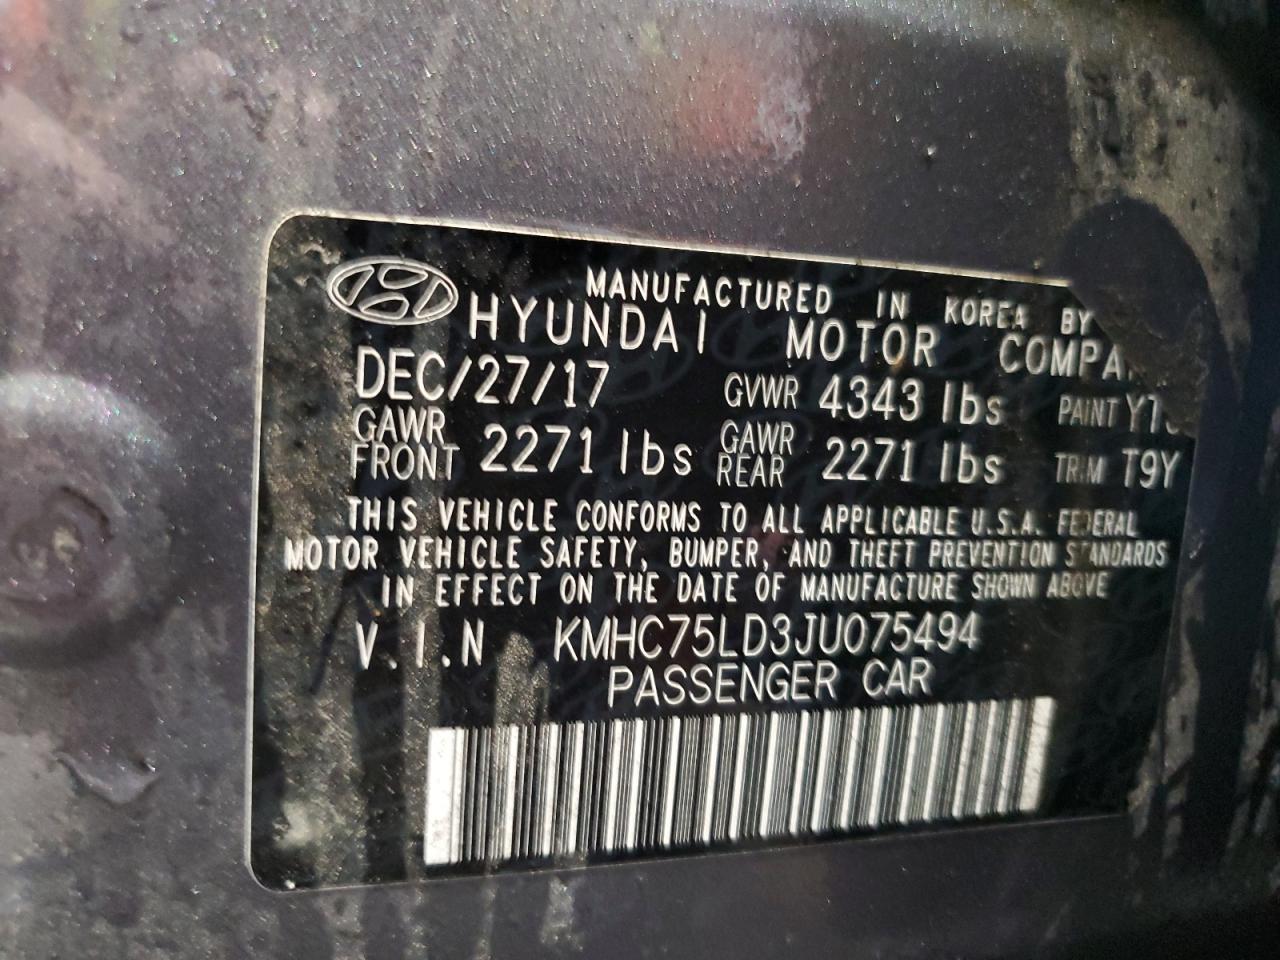 MANUFACTURED IN KOREA BY
HYUNDAI MOTOR
DEC/27/17 GVWR 4343 lbs PAINT
GAWR FRONT 2271 lbs GAWR REAR 2271 lbs TRIM T9Y
THIS VEHICLE CONFORMS TO ALL APPLICABLE U.S.A. FEDERAL
MOTOR VEHICLE SAFETY, BUMPER, AND THEFT PREVENTION STANDARDS
IN EFFECT ON THE DATE OF MANUFACTURE SHOWN ABOVE
V.I.N KMHC75LD3JU075494
PASSENGER CAR